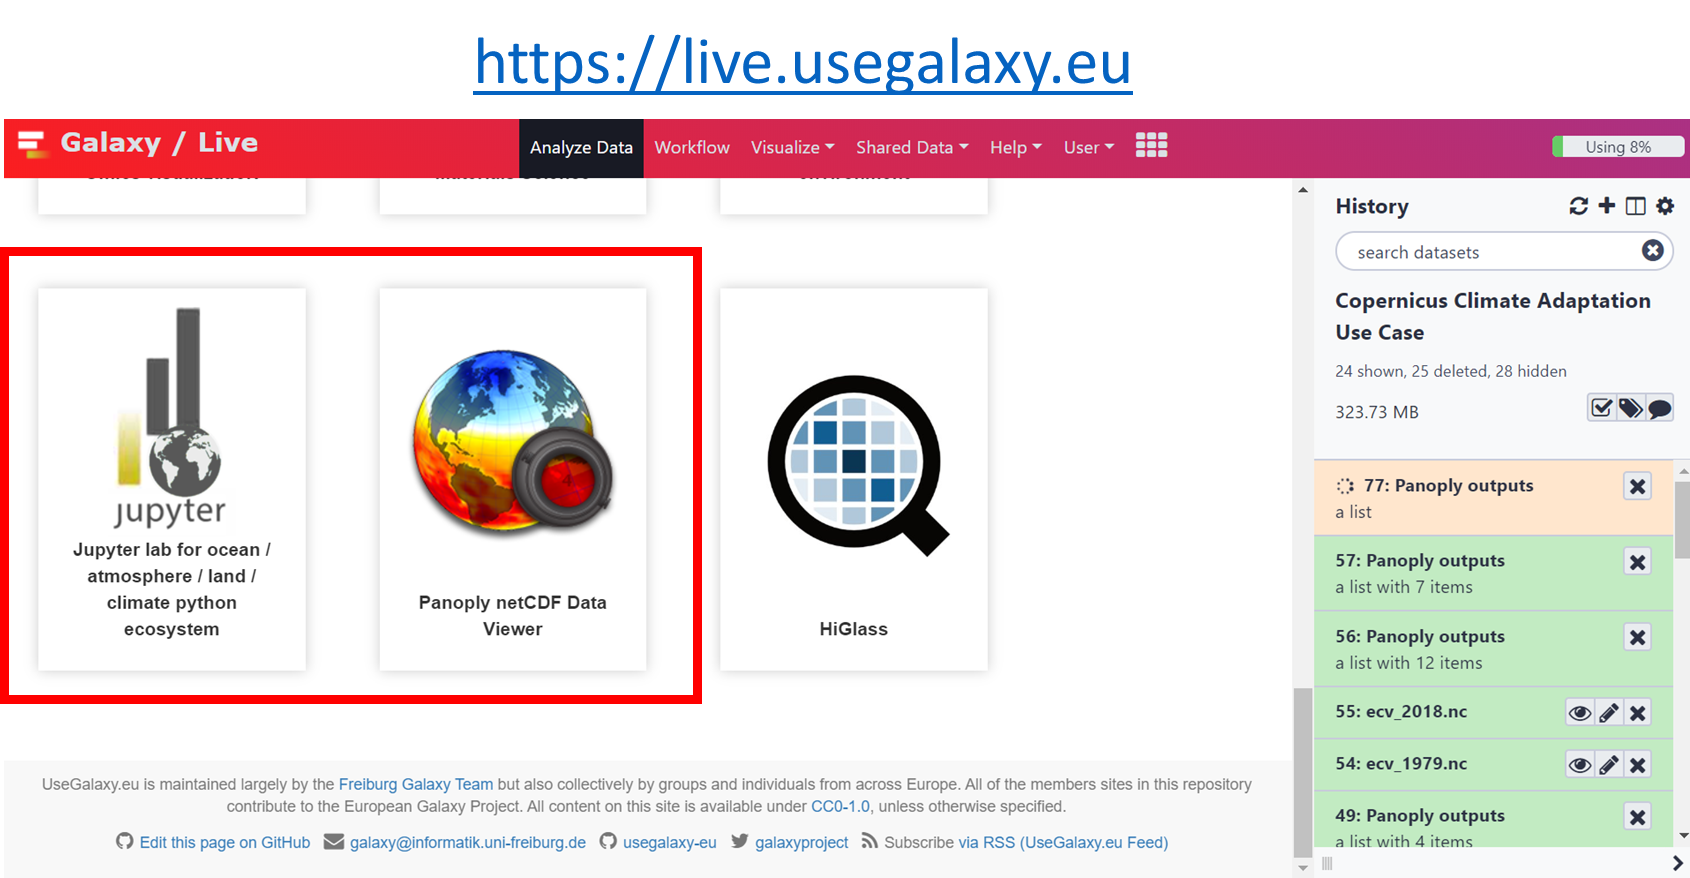 https://live.usegalaxy.eu
Galaxy / Live
Analyze Data
Workflow
Visualize
Shared Data
Help
User
Using 8%
jupyter
Jupyter lab for ocean /
atmosphere / land /
climate python
ecosystem
Panoply netCDF Data
Viewer
HiGlass
UseGalaxy.eu is maintained largely by the Freiburg Galaxy Team but also collectively by groups and individuals from across Europe. All of the members sites in this repository
contribute to the European Galaxy Project. All content on this site is available under CC0-1.0, unless otherwise specified.
Edit this page on GitHub galaxy@informatik.uni-freiburg.de usegalaxy-eu galaxyproject Subscribe via RSS (UseGalaxy.eu Feed)
History
search datasets
Copernicus Climate Adaptation
Use Case
24 shown, 25 deleted, 28 hidden
323.73 MB
77: Panoply outputs
a list
57: Panoply outputs
a list with 7 items
56: Panoply outputs
a list with 12 items
55: ecv_2018.nc
54: ecv_1979.nc
49: Panoply outputs
a list with 4 items